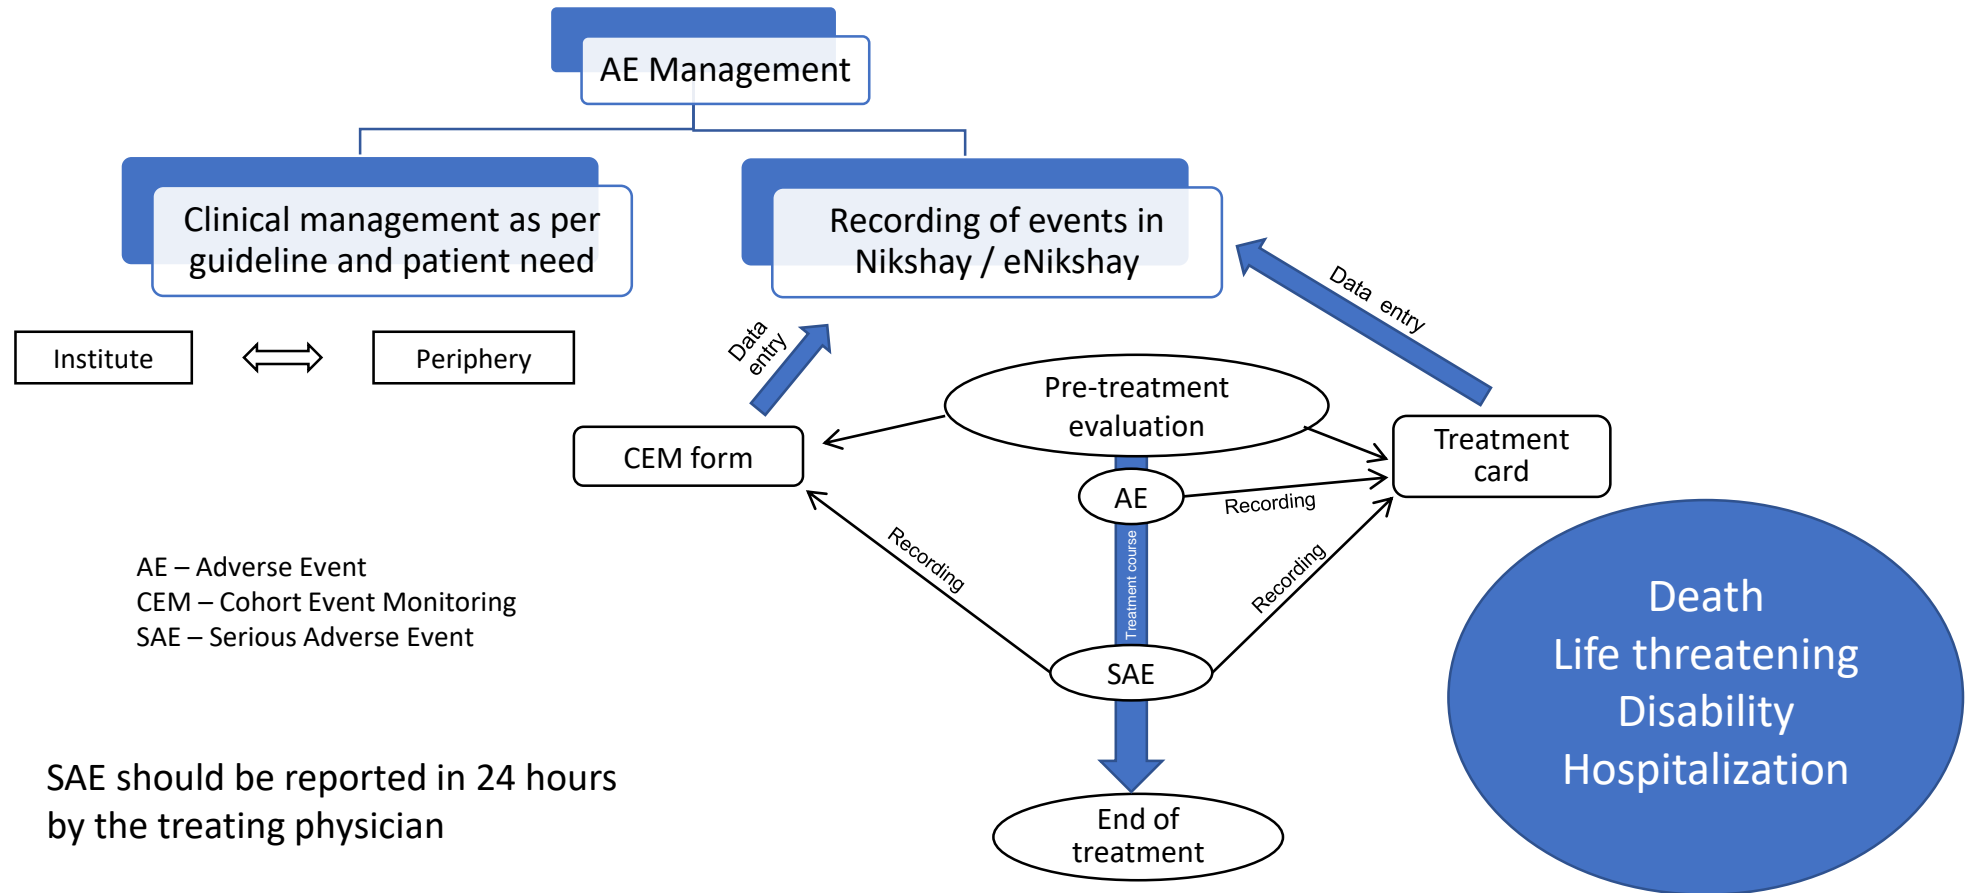 AE Management
Clinical management as per
guideline and patient need
Recording of events in
Nikshay / eNikshay
Institute
Periphery
Data
entry
Data entry
Pre-treatment
evaluation
CEM form
Treatment
card
AE
Recording
Treatment course
Recording
Recording
SAE
AE – Adverse Event
CEM – Cohort Event Monitoring
SAE – Serious Adverse Event
Death
Life threatening
Disability
Hospitalization
SAE should be reported in 24 hours
by the treating physician
End of
treatment